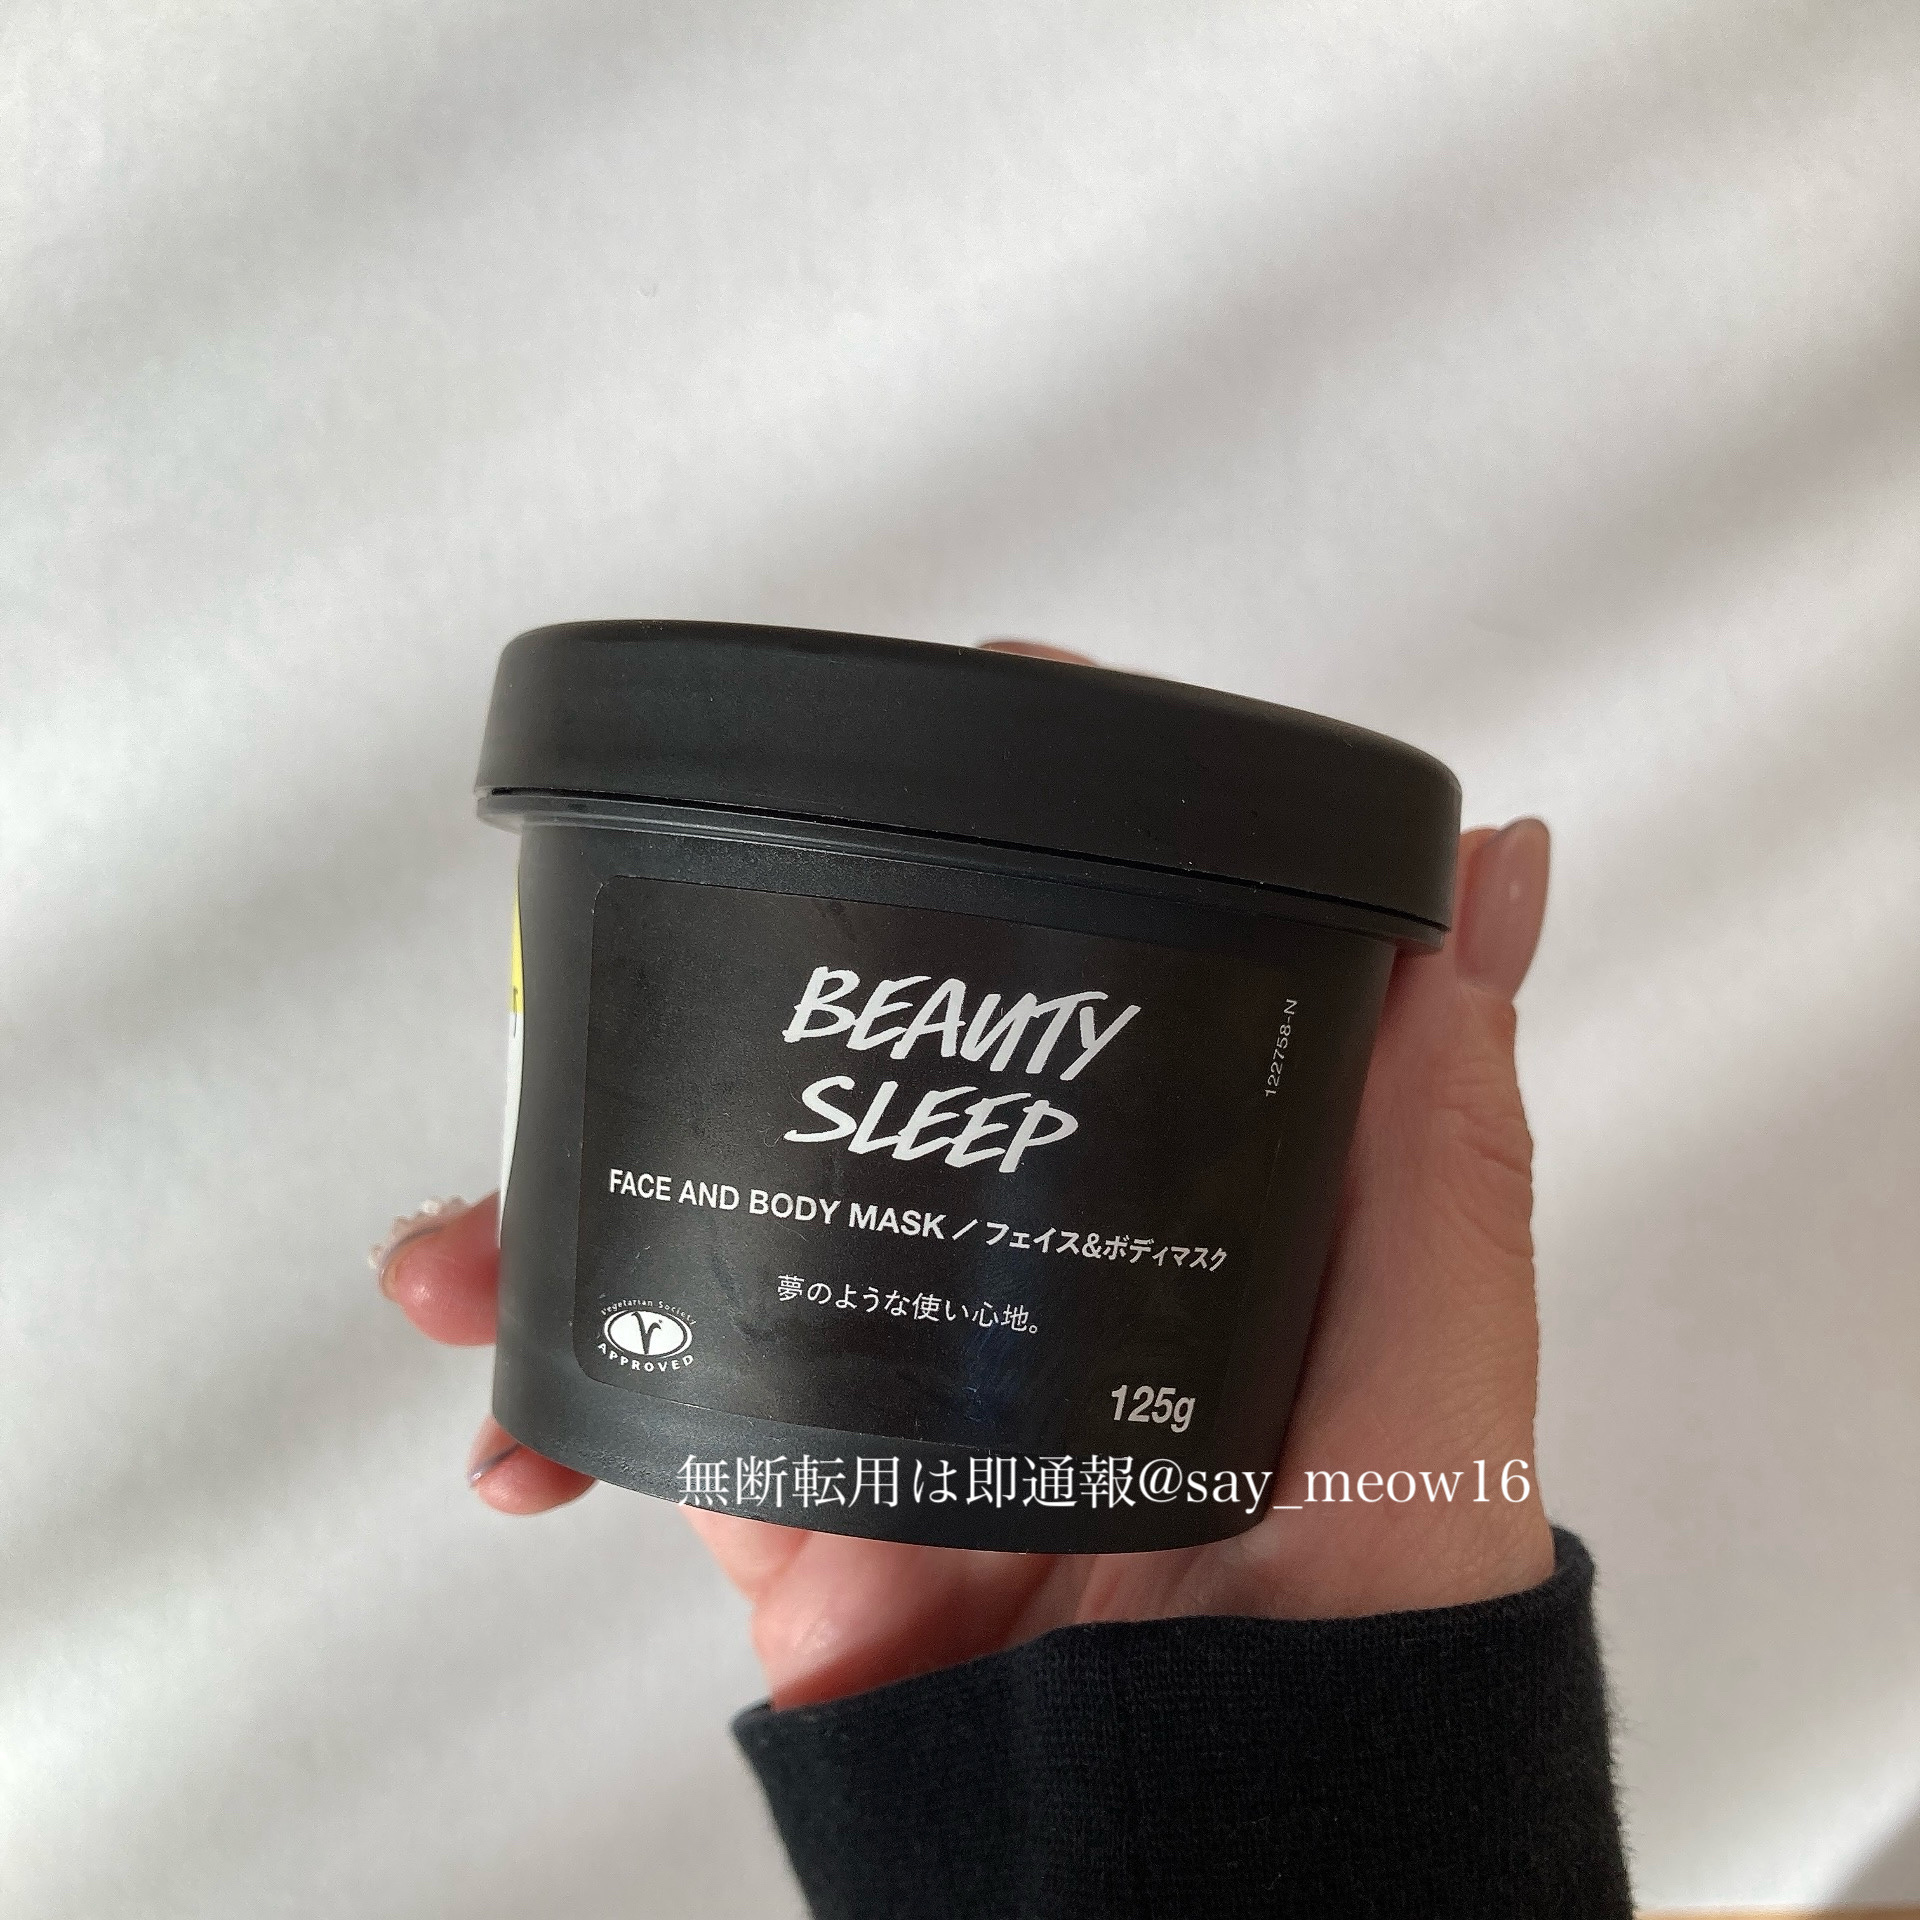 BEAUTY
SLEEP
122758-N
FACE AND BODY MASK／フェイス&ボディマスク
夢のような使い心地。
Vegetarian Society
APPROVED
125g
無断転用は即通報@say_meow16